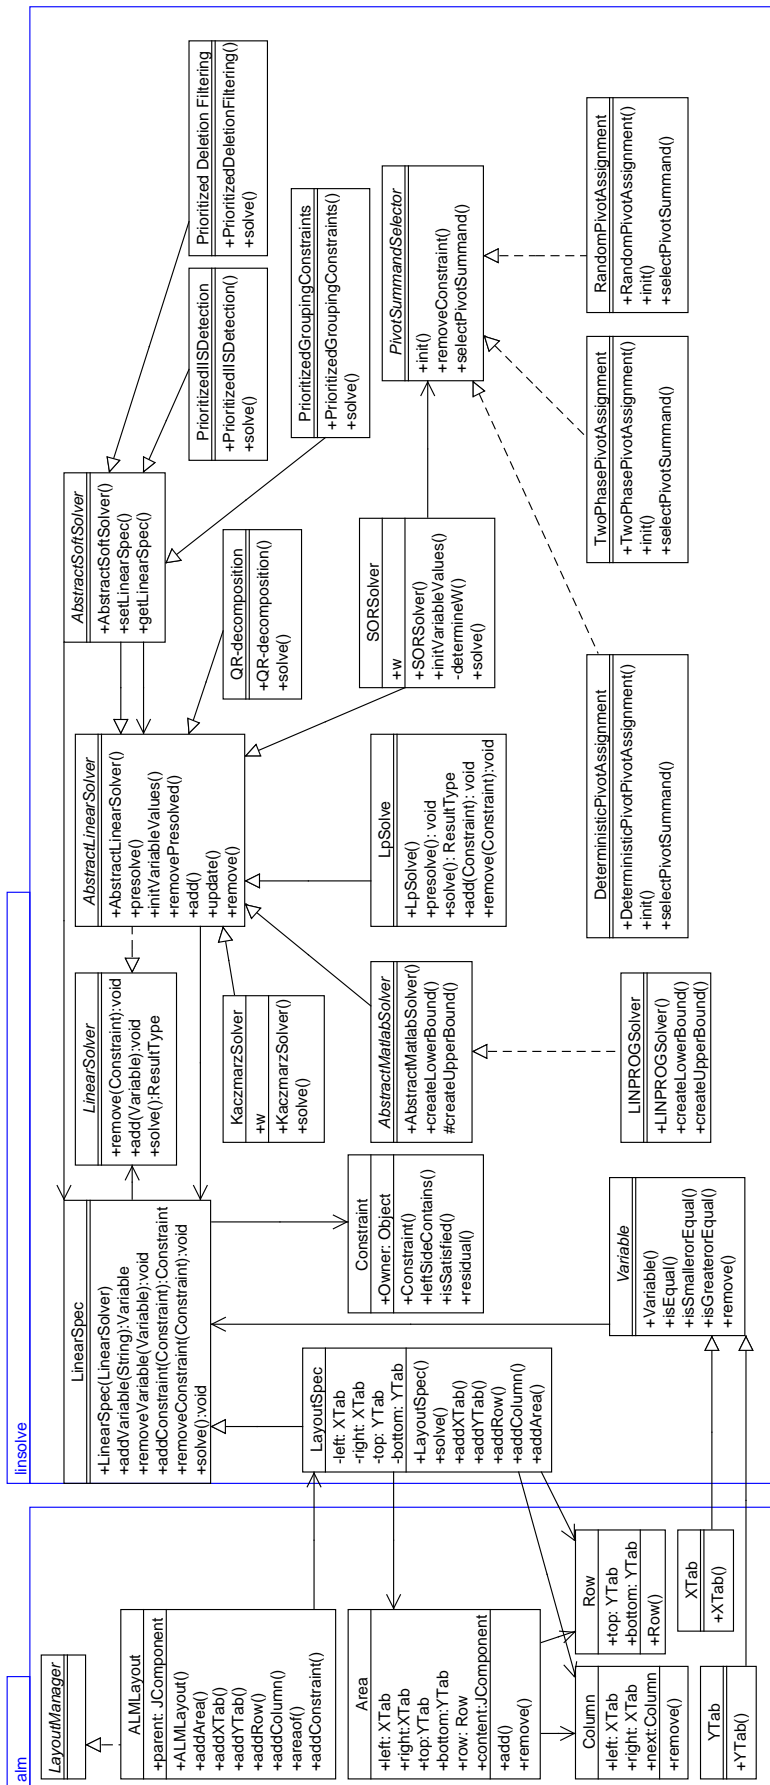 alm
LayoutManager
ALMLayout
+parent: JComponent
+ALMLayout()
+addArea()
+addXTab()
+addYTab()
+addRow()
+addColumn()
+areaof()
+addConstraint()
Area
+left: XTab
+right:XTab
+top:YTab
+bottom:YTab
+row: Row
+content:JComponent
+add()
+remove()
Column
+left: XTab
+right: XTab
+next:Column
+remove()
Row
+top: YTab
+bottom: YTab
+Row()
XTab
+XTab()
YTab
+YTab()
linsolve
LinearSpec
+LinearSpec(LinearSolver)
+addVariable(String):Variable
+removeVariable(Variable):void
+addConstraint(Constraint):Constraint
+removeConstraint(Constraint):void
+solve():void
LayoutSpec
-left: XTab
-right: XTab
-top: YTab
-bottom: YTab
+LayoutSpec()
+solve()
+addXTab()
+addYTab()
+addRow()
+addColumn()
+addArea()
Constraint
+Owner: Object
+Constraint()
+leftSideContains()
+isSatisfied()
+residual()
Variable
+Variable()
+isEqual()
+isSmallerorEqual()
+isGreaterorEqual()
+remove()
LinearSolver
+remove(Constraint):void
+add(Variable):void
+solve():ResultType
KaczmarzSolver
+w
+KaczmarzSolver()
+solve()
AbstractMatlabSolver
+AbstractMatlabSolver()
+createLowerBound()
#createUpperBound()
LINPROGSolver
+LINPROGSolver()
+createLowerBound()
+createUpperBound()
AbstractLinearSolver
+AbstractLinearSolver()
+presolve()
+initVariableValues()
+removePresolved()
+add()
+update()
+remove()
LpSolve
+LpSolve()
+presolve(): void
+solve(): ResultType
+add(Constraint): void
+remove(Constraint):void
DeterministicPivotAssignment
+DeterministicPivotPivotAssignment()
+init()
+selectPivotSummand()
AbstractSoftSolver
+AbstractSoftSolver()
+setLinearSpec()
+getLinearSpec()
QR-decomposition
+QR-decomposition()
+solve()
SORSolver
+w
+SORSolver()
+initVariableValues()
-determineW()
+solve()
TwoPhasePivotAssignment
+TwoPhasePivotAssignment()
+init()
+selectPivotSummand()
Prioritized Deletion Filtering
+PrioritizedDeletionFiltering()
+solve()
PrioritizedIISDetection
+PrioritizedIISDetection()
+solve()
PrioritizedGroupingConstraints
+PrioritizedGroupingConstraints()
+solve()
PivotSummandSelector
+init()
+removeConstraint()
+selectPivotSummand()
RandomPivotAssignment
+RandomPivotAssignment()
+init()
+selectPivotSummand()